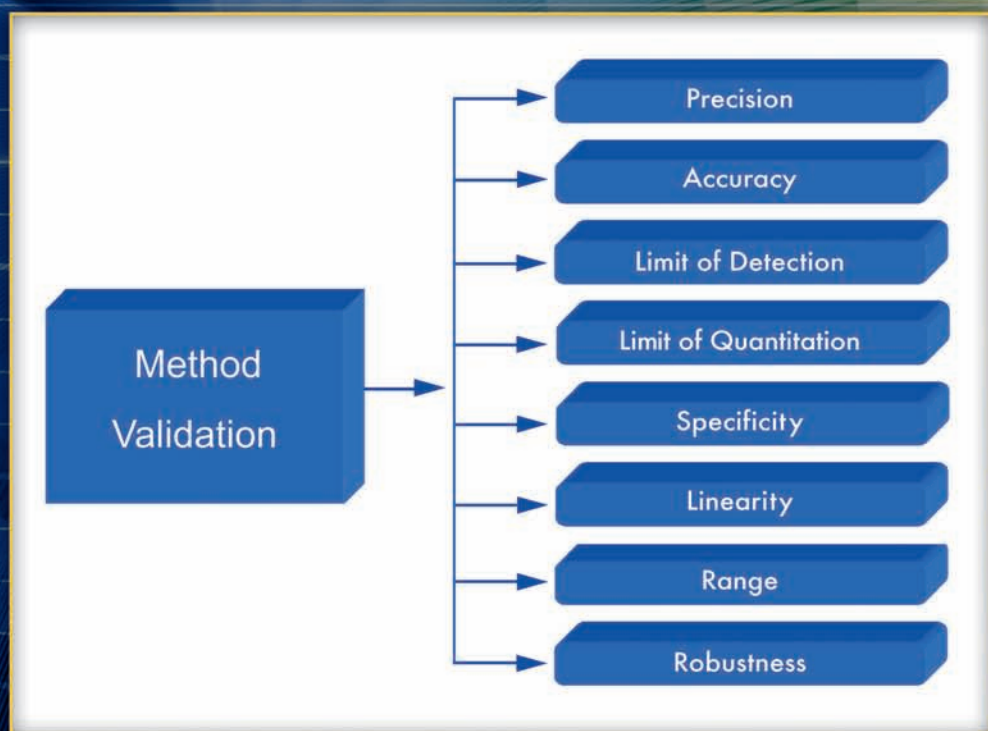 Method
Validation
Precision
Accuracy
Limit of Detection
Limit of Quantitation
Specificity
Linearity
Range
Robustness